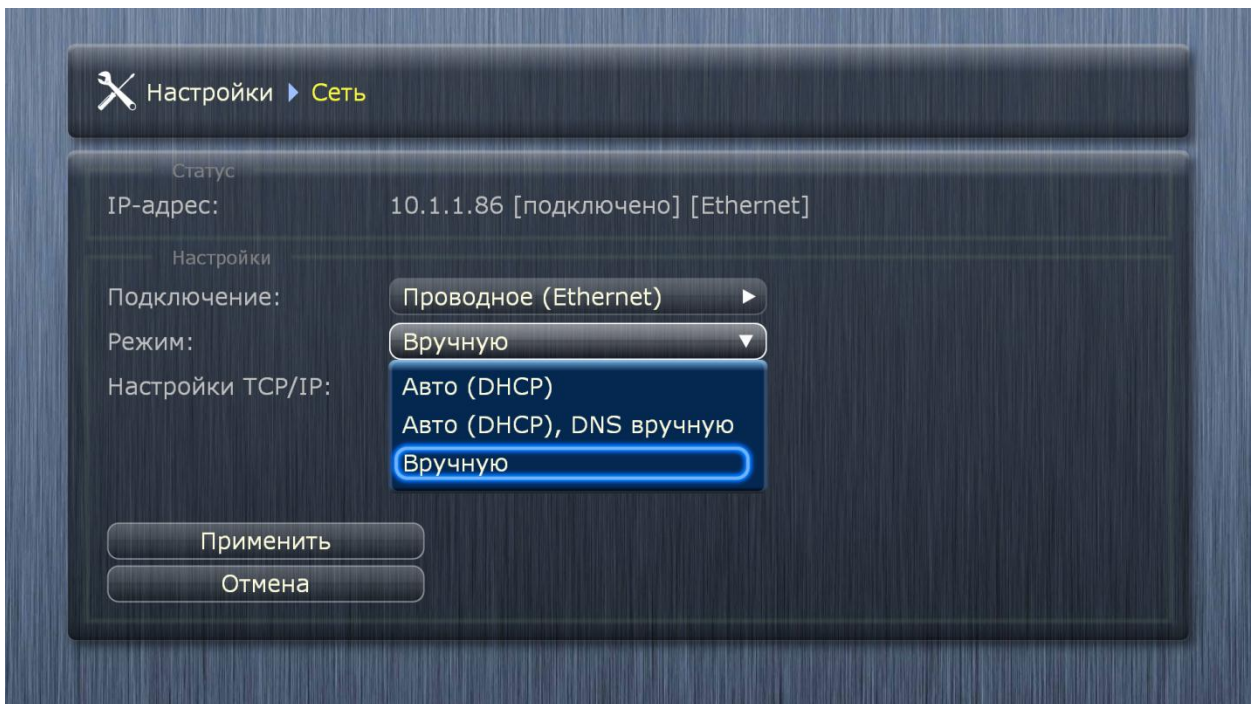 Настройки Сеть
Статус
IP-адрес: 10.1.1.86 [подключено] [Ethernet]
Настройки
Подключение: Проводное (Ethernet)
Режим: Вручную
Настройки TCP/IP: Авто (DHCP)
Авто (DHCP), DNS вручную
Вручную
Применить
Отмена